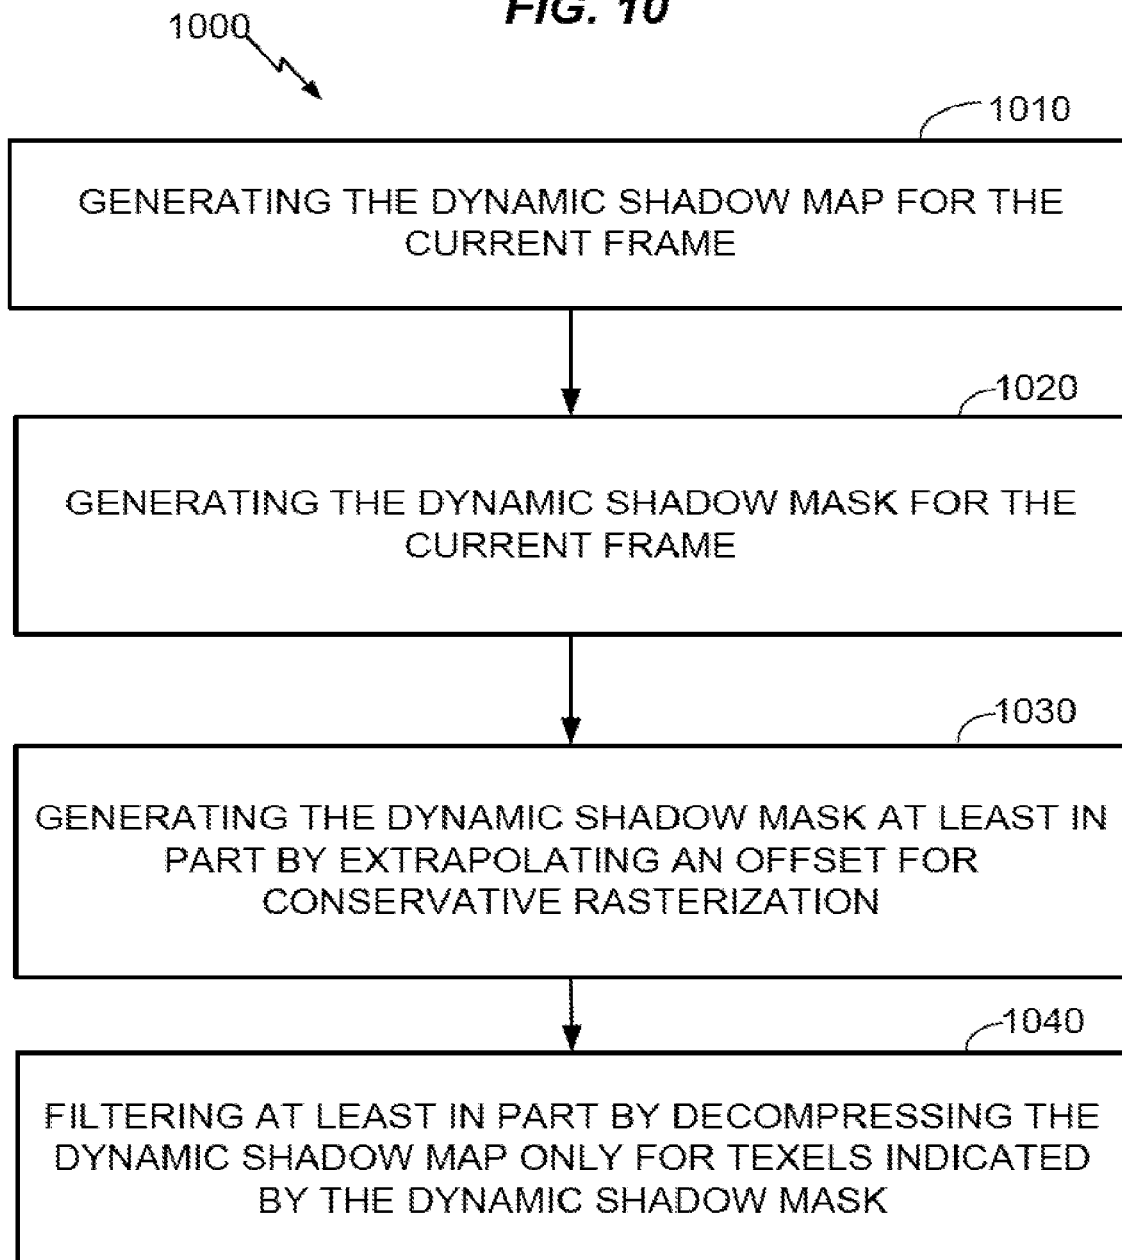 FIG. 10
1000
1010
GENERATING THE DYNAMIC SHADOW MAP FOR THE
CURRENT FRAME
1020
GENERATING THE DYNAMIC SHADOW MASK FOR THE
CURRENT FRAME
1030
GENERATING THE DYNAMIC SHADOW MASK AT LEAST IN
PART BY EXTRAPOLATING AN OFFSET FOR
CONSERVATIVE RASTERIZATION
1040
FILTERING AT LEAST IN PART BY DECOMPRESSING THE
DYNAMIC SHADOW MAP ONLY FOR TEXELS INDICATED
BY THE DYNAMIC SHADOW MASK